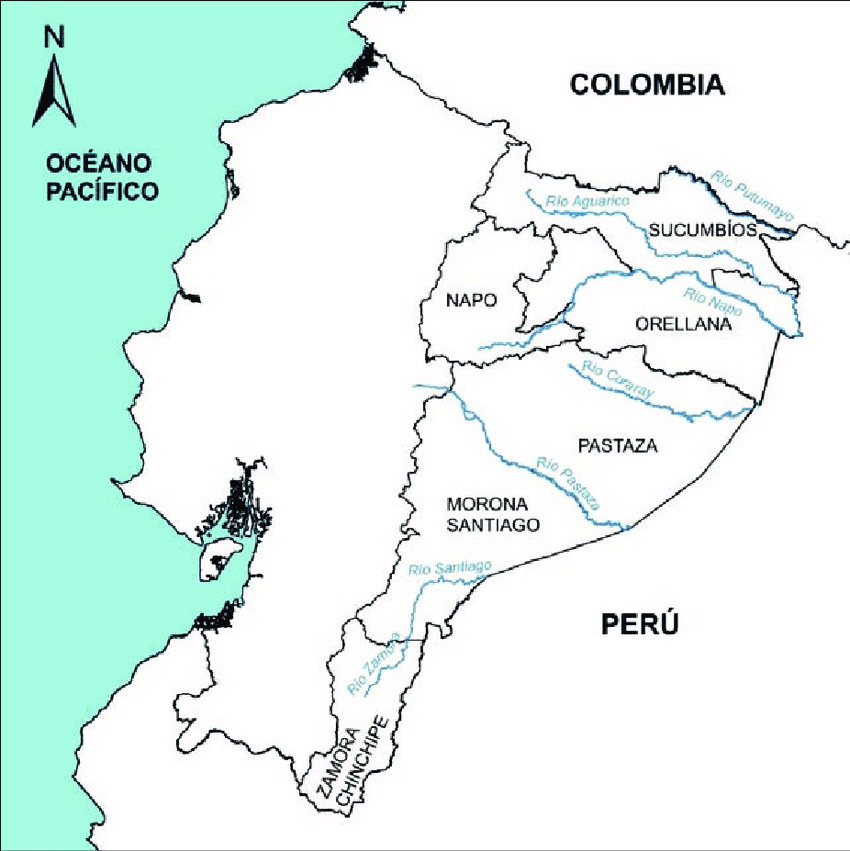 N
COLOMBIA
OCÉANO
PACÍFICO
Río Putumayo
Río Aguarico
SUCUMBÍOS
NAPO
Río Napo
ORELLANA
Río Curaray
PASTAZA
Río Pastaza
MORONA
SANTIAGO
Río Santiago
PERÚ
Río Zamora
ZAMORA
CHINCHIPE